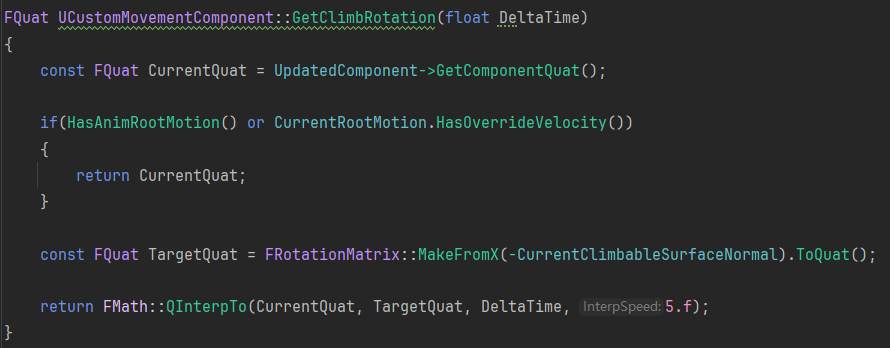 FQuat UCustomMovementComponent::GetClimbRotation(float DeltaTime)
{
    const FQuat CurrentQuat = UpdatedComponent->GetComponentQuat();
    if(HasAnimRootMotion() or CurrentRootMotion.HasOverrideVelocity())
    {
        return CurrentQuat;
    }
    const FQuat TargetQuat = FRotationMatrix::MakeFromX(-CurrentClimbableSurfaceNormal).ToQuat();
    return FMath::QInterpTo(CurrentQuat, TargetQuat, DeltaTime, InterpSpeed: 5.f);
}